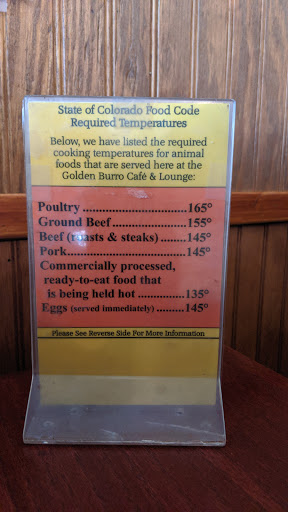 State of Colorado Food Code
Required Temperatures
Below, we have listed the required
cooking temperatures for animal
foods that are served here at the
Golden Burro Café & Lounge:
Poultry ................................165°
Ground Beef ......................155°
Beef (roasts & steaks) ........145°
Pork....................................145°
Commercially processed,
ready-to-eat food that
is being held hot ..............135°
Eggs (served immediately) .........145°
Please See Reverse Side For More Information